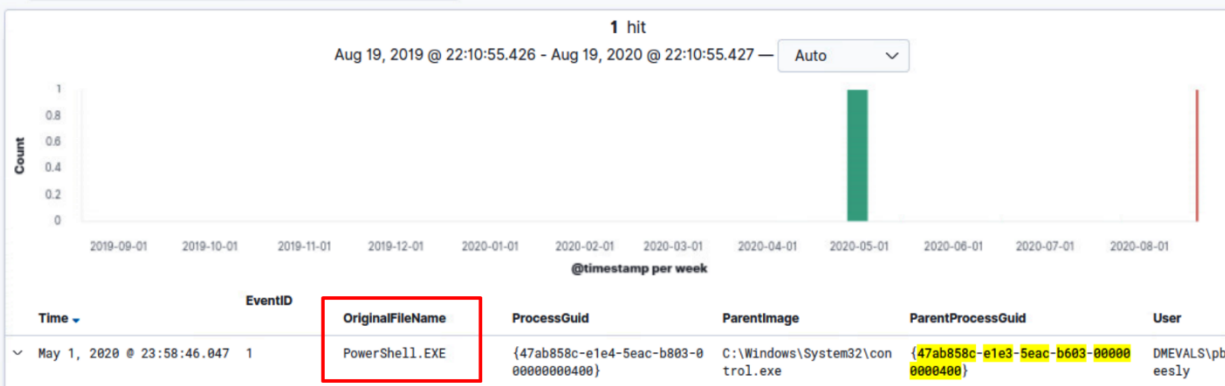 1 hit
Aug 19, 2019 @ 22:10:55.426 - Aug 19, 2020 @ 22:10:55.427 — Auto
Count
1
0.8
0.6
0.4
0.2
0
2019-09-01 2019-10-01 2019-11-01 2019-12-01 2020-01-01 2020-02-01 2020-03-01 2020-04-01 2020-05-01 2020-06-01 2020-07-01 2020-08-01
@timestamp per week
Time EventID OriginalFileName ProcessGuid ParentImage ParentProcessGuid User
May 1, 2020 @ 23:58:46.047 1 PowerShell.EXE {47ab858c-e1e4-5eac-b803-0 C:\Windows\System32\con {47ab858c-e1e3-5eac-b603-00000 DMEVALS\pb
00000000400} trol.exe 0000400} eesly